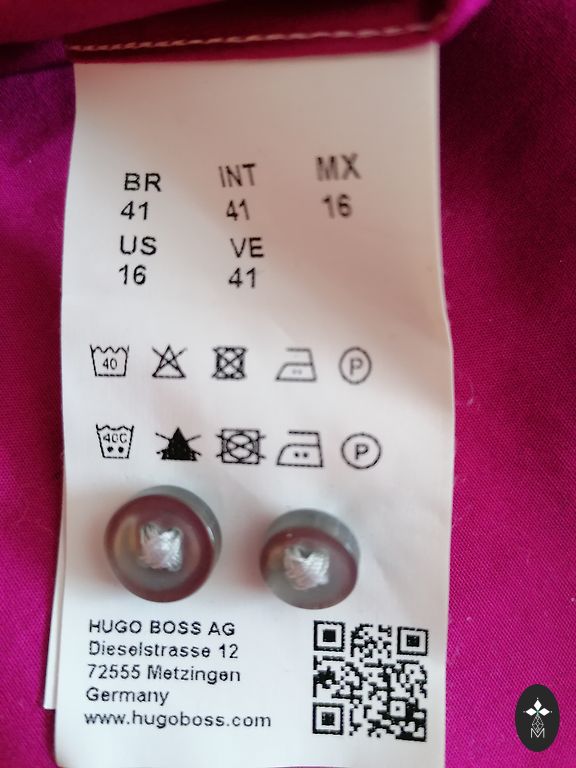 BR INT MX
41 41 16
US VE
16 41
40 P
40C P
HUGO BOSS AG
Dieselstrasse 12
72555 Metzingen
Germany
www.hugoboss.com
M